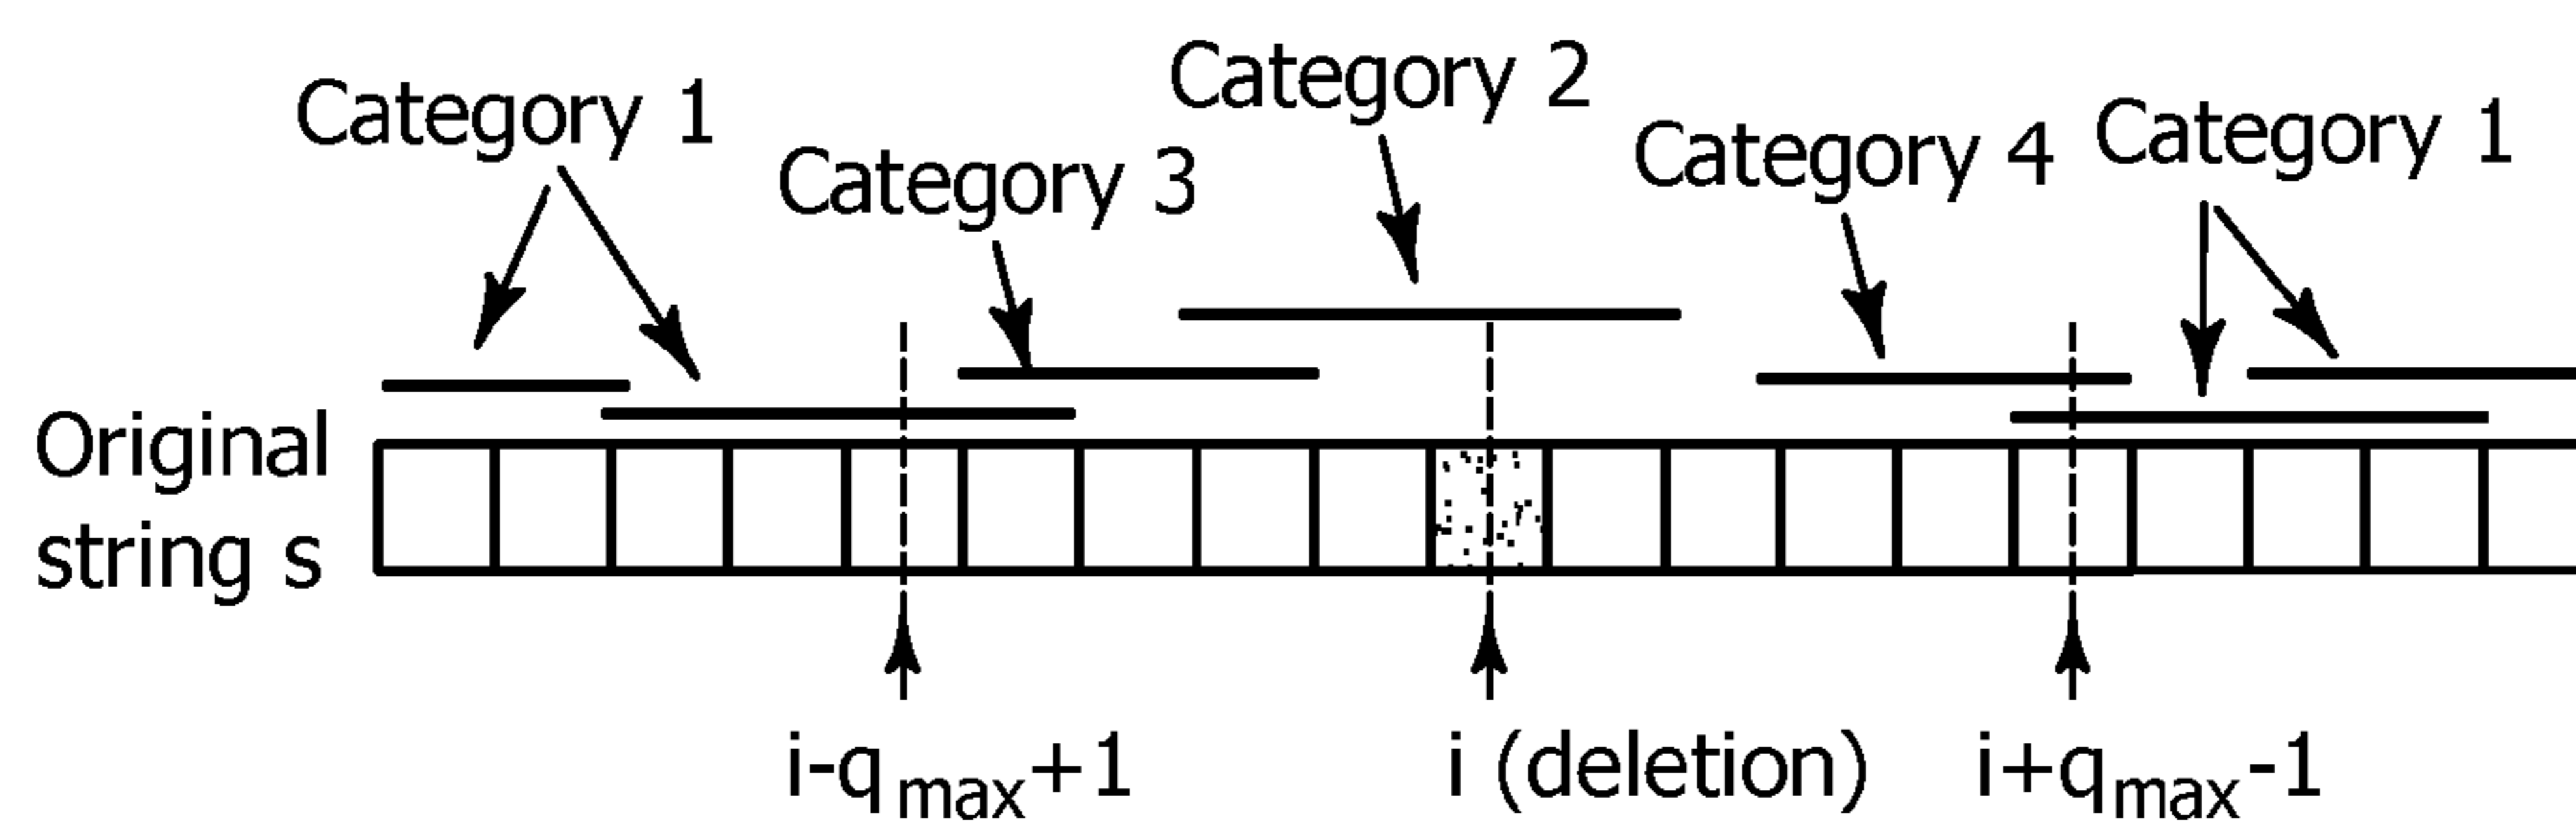 Category 1
Category 3
Category 2
Category 4
Category 1
Original
string s
i-qmax+1
i (deletion)
i+qmax-1